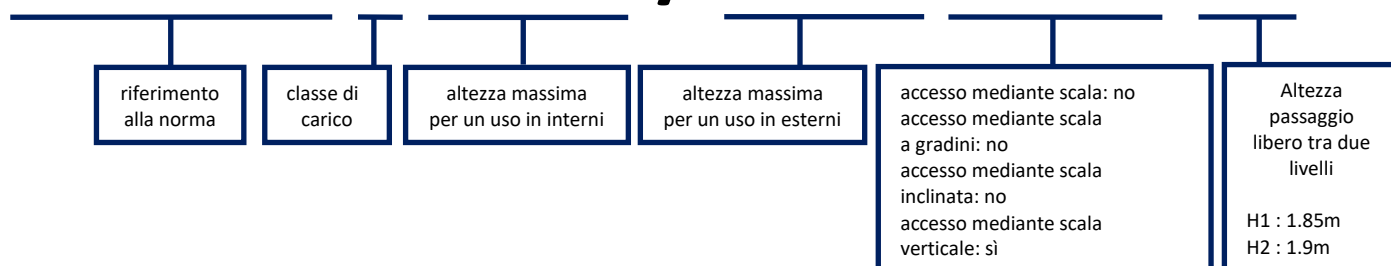 riferimento
alla norma
classe di
carico
altezza massima
per un uso in interni
altezza massima
per un uso in esterni
accesso mediante scala: no
accesso mediante scala
a gradini: no
accesso mediante scala
inclinata: no
accesso mediante scala
verticale: sì
Altezza
passaggio
libero tra due
livelli
H1 : 1.85m
H2 : 1.9m